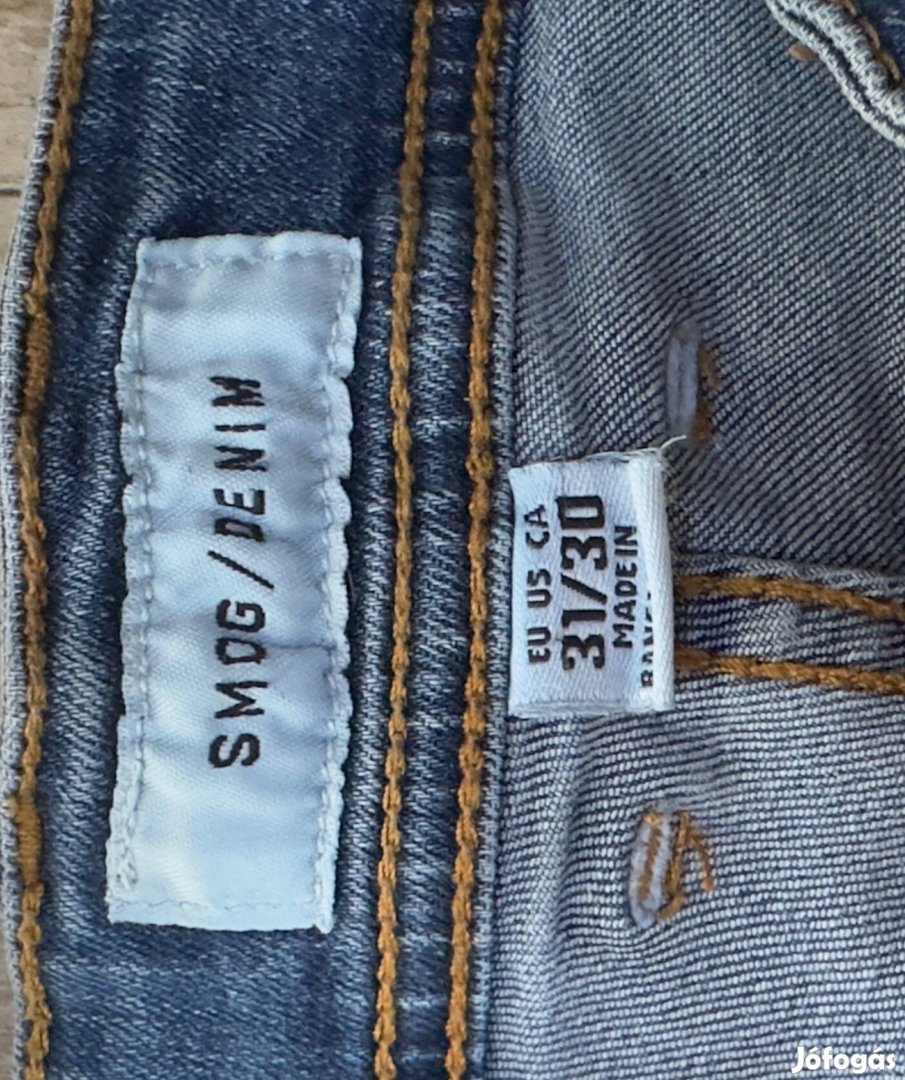 SMOG/DENIM
EU US CA
31/30
MADE IN
Jófogás